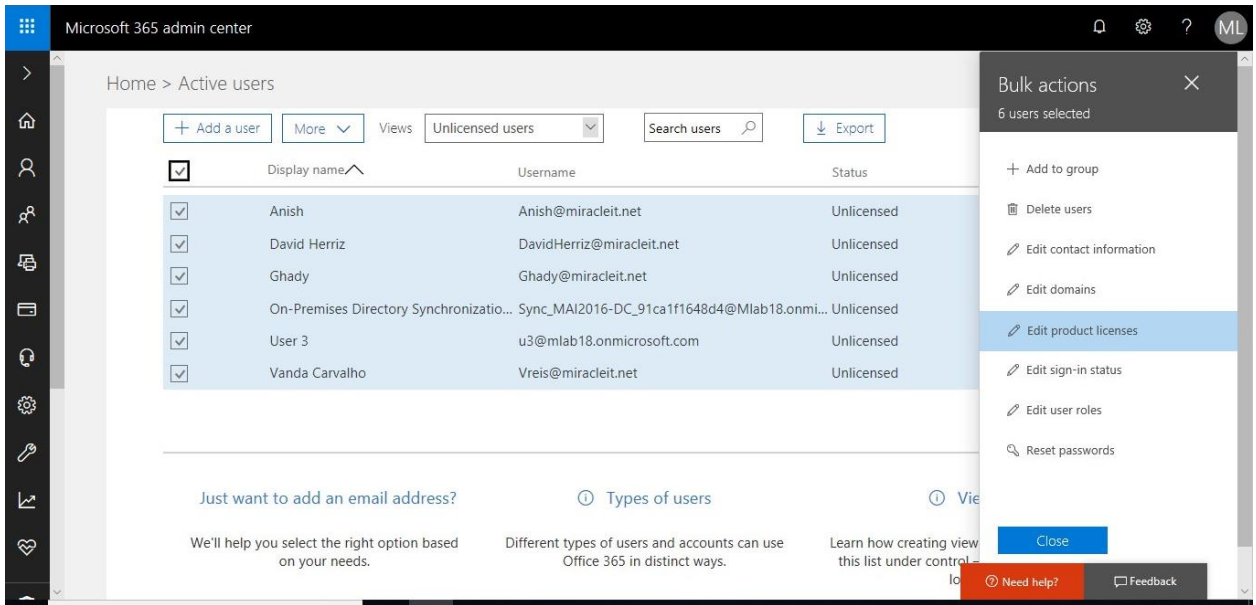 Microsoft 365 admin center
ML
Home > Active users
Add a user
More
Views
Unlicensed users
Search users
Export
Display name
Username
Status
Anish
Anish@miracleit.net
Unlicensed
David Herriz
DavidHerriz@miracleit.net
Unlicensed
Ghady
Ghady@miracleit.net
Unlicensed
On-Premises Directory Synchronizatio...
Sync_MAI2016-DC_91ca1f1648d4@Mlab18.onmi...
Unlicensed
User 3
u3@mlab18.onmicrosoft.com
Unlicensed
Vanda Carvalho
Vreis@miracleit.net
Unlicensed
Just want to add an email address?
We'll help you select the right option based
on your needs.
Types of users
Different types of users and accounts can use
Office 365 in distinct ways.
Vie
Learn how creating view
this list under control –
lo
Bulk actions
6 users selected
Add to group
Delete users
Edit contact information
Edit domains
Edit product licenses
Edit sign-in status
Edit user roles
Reset passwords
Close
Need help?
Feedback